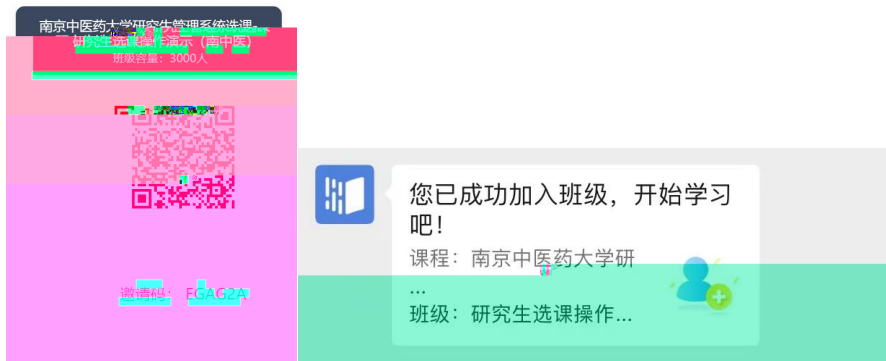 南京中医药大学研究生管理系统选课-
研究生选课操作演示（南中医）
班级容量：3000人
邀请码： EGAG2A
您已成功加入班级，开始学习
吧！
课程：南京中医药大学研
...
班级：研究生选课操作...